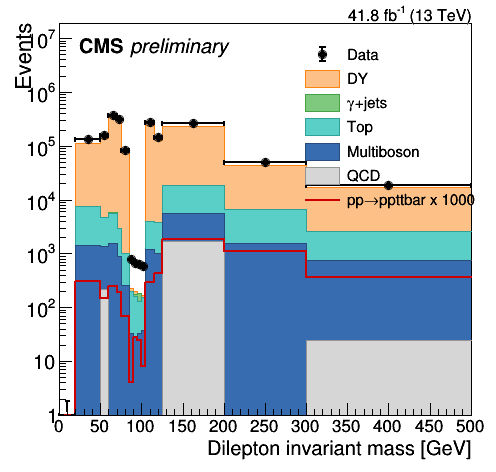 41.8 fb⁻¹ (13 TeV)
Events
CMS preliminary
Data
DY
γ+jets
Top
Multiboson
QCD
pp→ppttbar x 1000
10⁷
10⁶
10⁵
10⁴
10³
10²
10
1
0 50 100 150 200 250 300 350 400 450 500
Dilepton invariant mass [GeV]